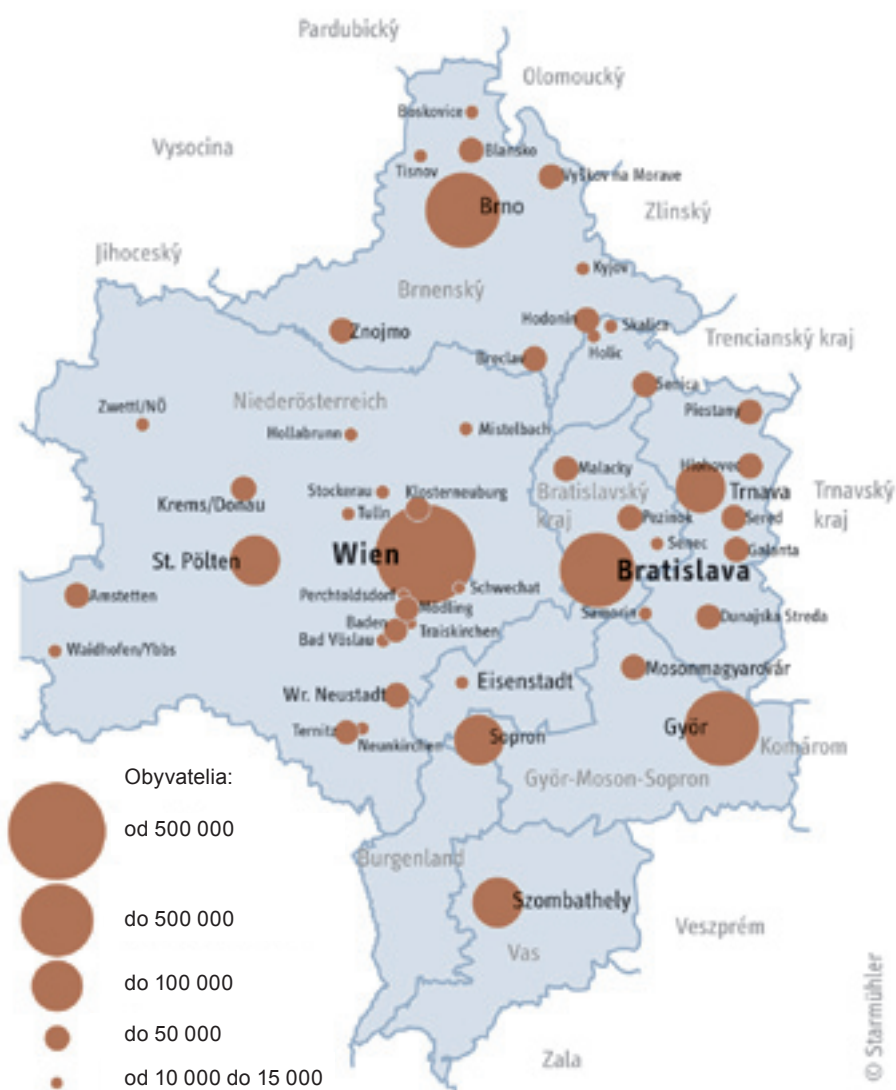 Pardubický
Olomoucký
Boskovice
Vysocina
Blansko
Tisnov
Vyškov na Morave
Brno
Zlinský
Jihoceský
Kyjov
Brnenský
Hodonin
Skalica
Znojmo
Holic
Trencianský kraj
Breclav
Senica
Zwettl/NÖ
Niederösterreich
Piestany
Hollabrunn
Mistelbach
Malacky
Hlohovec
Stockerau
Klosterneuburg
Bratislavský
kraj
Trnava
Trnavský
kraj
Krems/Donau
Tulln
Pezinok
Sered
Wien
Senec
Galanta
St. Pölten
Bratislava
Schwechat
Amstetten
Perchtoldsdorf
Mödling
Samorin
Dunajska Streda
Baden
Traiskirchen
Bad Vöslau
Waidhofen/Ybbs
Mosonmagyarovár
Eisenstadt
Wr. Neustadt
Györ
Ternitz
Neunkirchen
Sopron
Komárom
Györ-Moson-Sopron
Obyvatelia:
od 500 000
Burgenland
Szombathely
do 500 000
Veszprém
Vas
do 100 000
do 50 000
Zala
od 10 000 do 15 000
© Starmühler